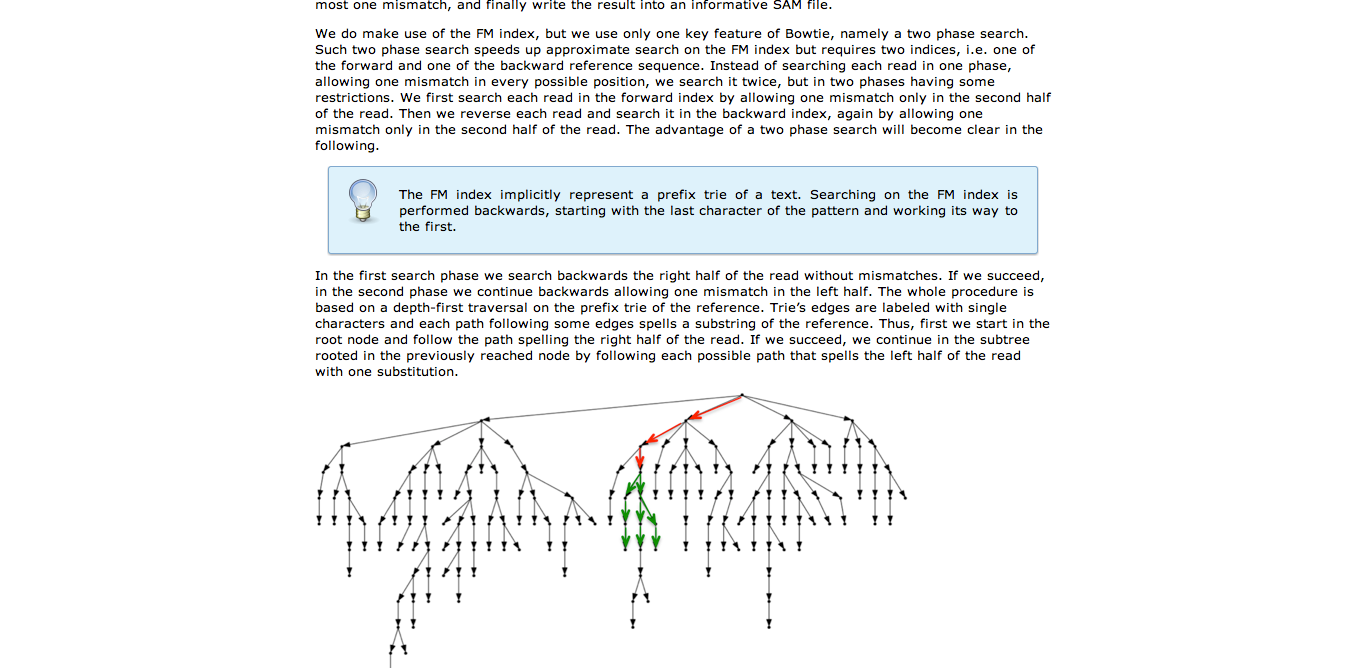 most one mismatch, and finally write the result into an informative SAM file.
We do make use of the FM index, but we use only one key feature of Bowtie, namely a two phase search.
Such two phase search speeds up approximate search on the FM index but requires two indices, i.e. one of
the forward and one of the backward reference sequence. Instead of searching each read in one phase,
allowing one mismatch in every possible position, we search it twice, but in two phases having some
restrictions. We first search each read in the forward index by allowing one mismatch only in the second half
of the read. Then we reverse each read and search it in the backward index, again by allowing one
mismatch only in the second half of the read. The advantage of a two phase search will become clear in the
following.
The FM index implicitly represent a prefix trie of a text. Searching on the FM index is
performed backwards, starting with the last character of the pattern and working its way to
the first.
In the first search phase we search backwards the right half of the read without mismatches. If we succeed,
in the second phase we continue backwards allowing one mismatch in the left half. The whole procedure is
based on a depth-first traversal on the prefix trie of the reference. Trie's edges are labeled with single
characters and each path following some edges spells a substring of the reference. Thus, first we start in the
root node and follow the path spelling the right half of the read. If we succeed, we continue in the subtree
rooted in the previously reached node by following each possible path that spells the left half of the read
with one substitution.